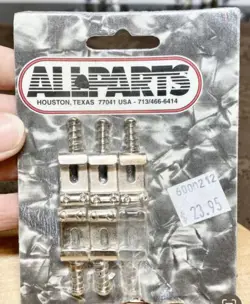 ALLPARTS
HOUSTON, TEXAS 77041 USA - 713/466-6414
6000212
£ 23.95